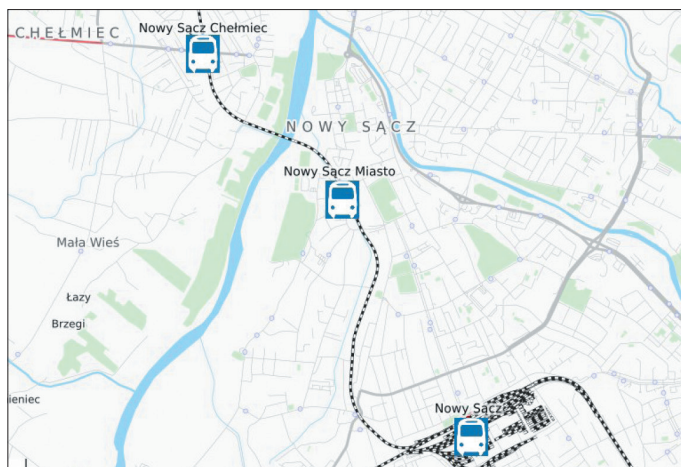 Nowy Sącz Chełmiec
CHEŁMIEC
NOWY SĄCZ
Nowy Sącz Miasto
Mała Wieś
Łazy
Brzegi
ieniec
Nowy Sącz